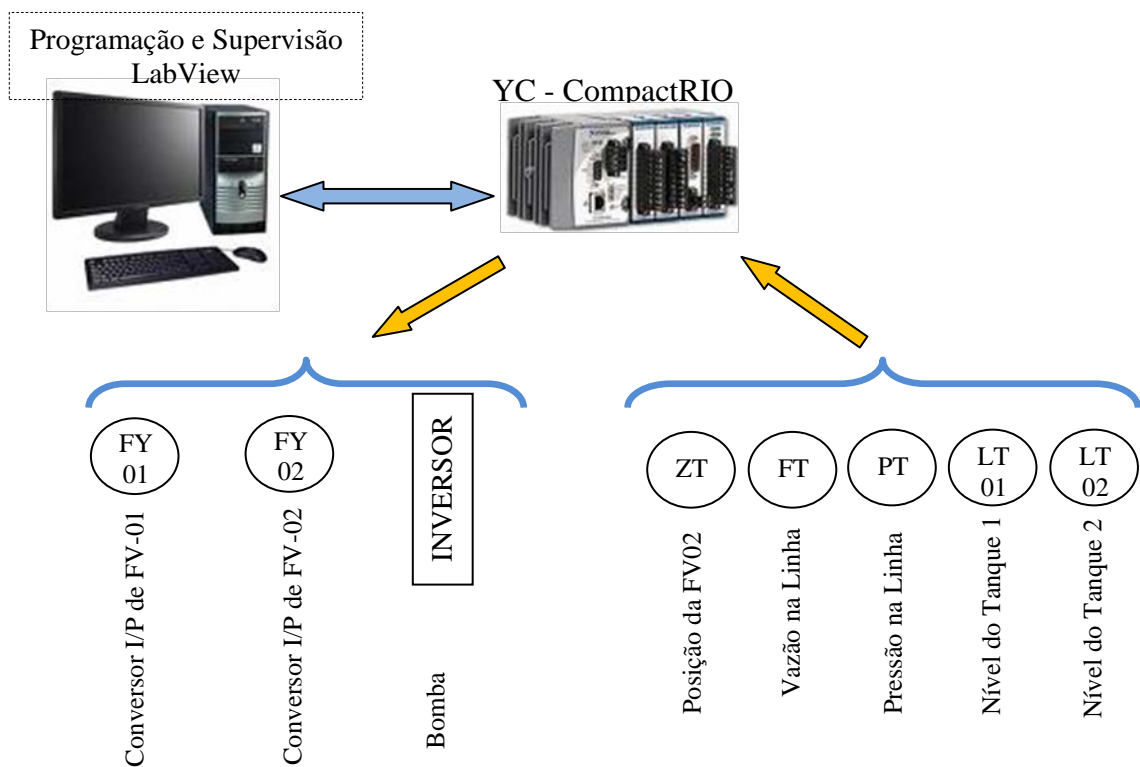 Programação e Supervisão
LabView
YC - CompactRIO
FY
01
FY
02
INVERSOR
ZT
FT
PT
LT
01
LT
02
Conversor I/P de FV-01
Conversor I/P de FV-02
Bomba
Posição da FV02
Vazão na Linha
Pressão na Linha
Nível do Tanque 1
Nível do Tanque 2